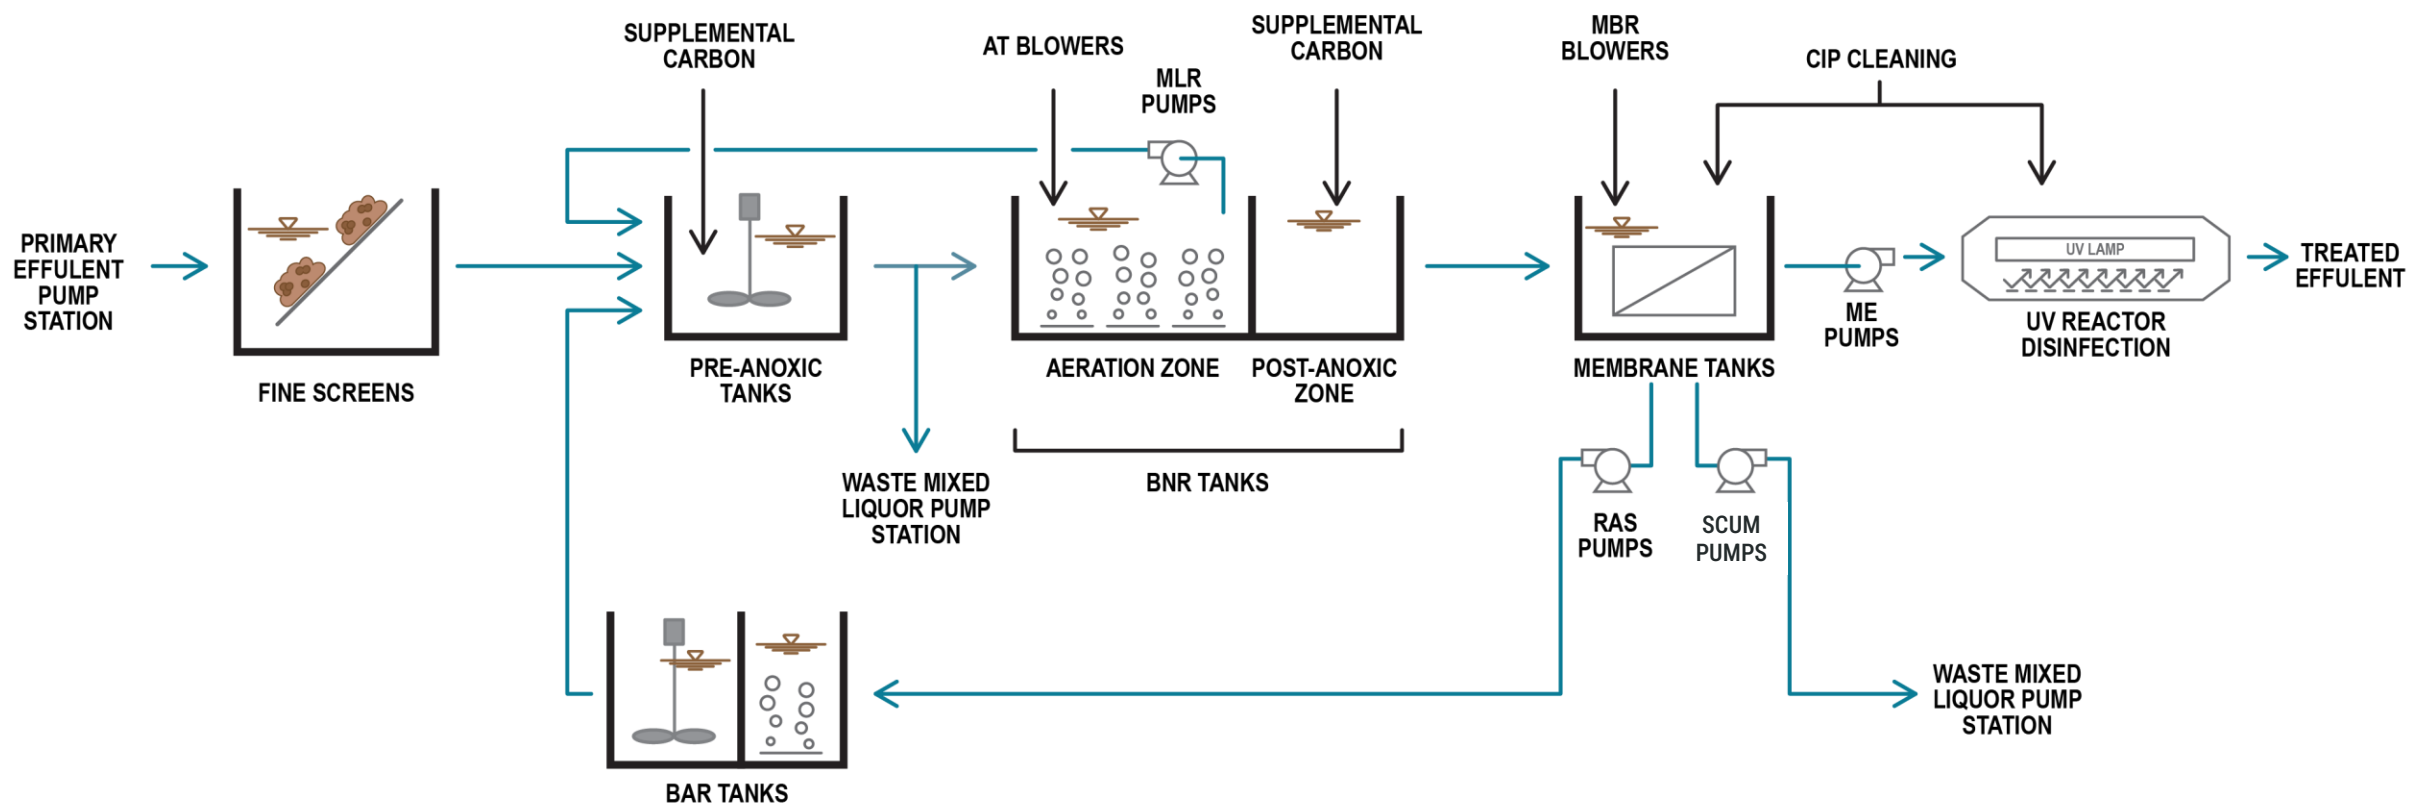 SUPPLEMENTAL
CARBON
AT BLOWERS
MLR
PUMPS
SUPPLEMENTAL
CARBON
MBR
BLOWERS
CIP CLEANING
PRIMARY
EFFULENT
PUMP
STATION
FINE SCREENS
PRE-ANOXIC
TANKS
AERATION ZONE
POST-ANOXIC
ZONE
BNR TANKS
MEMBRANE TANKS
ME
PUMPS
UV LAMP
UV REACTOR
DISINFECTION
TREATED
EFFULENT
WASTE MIXED
LIQUOR PUMP
STATION
RAS
PUMPS
SCUM
PUMPS
WASTE MIXED
LIQUOR PUMP
STATION
BAR TANKS